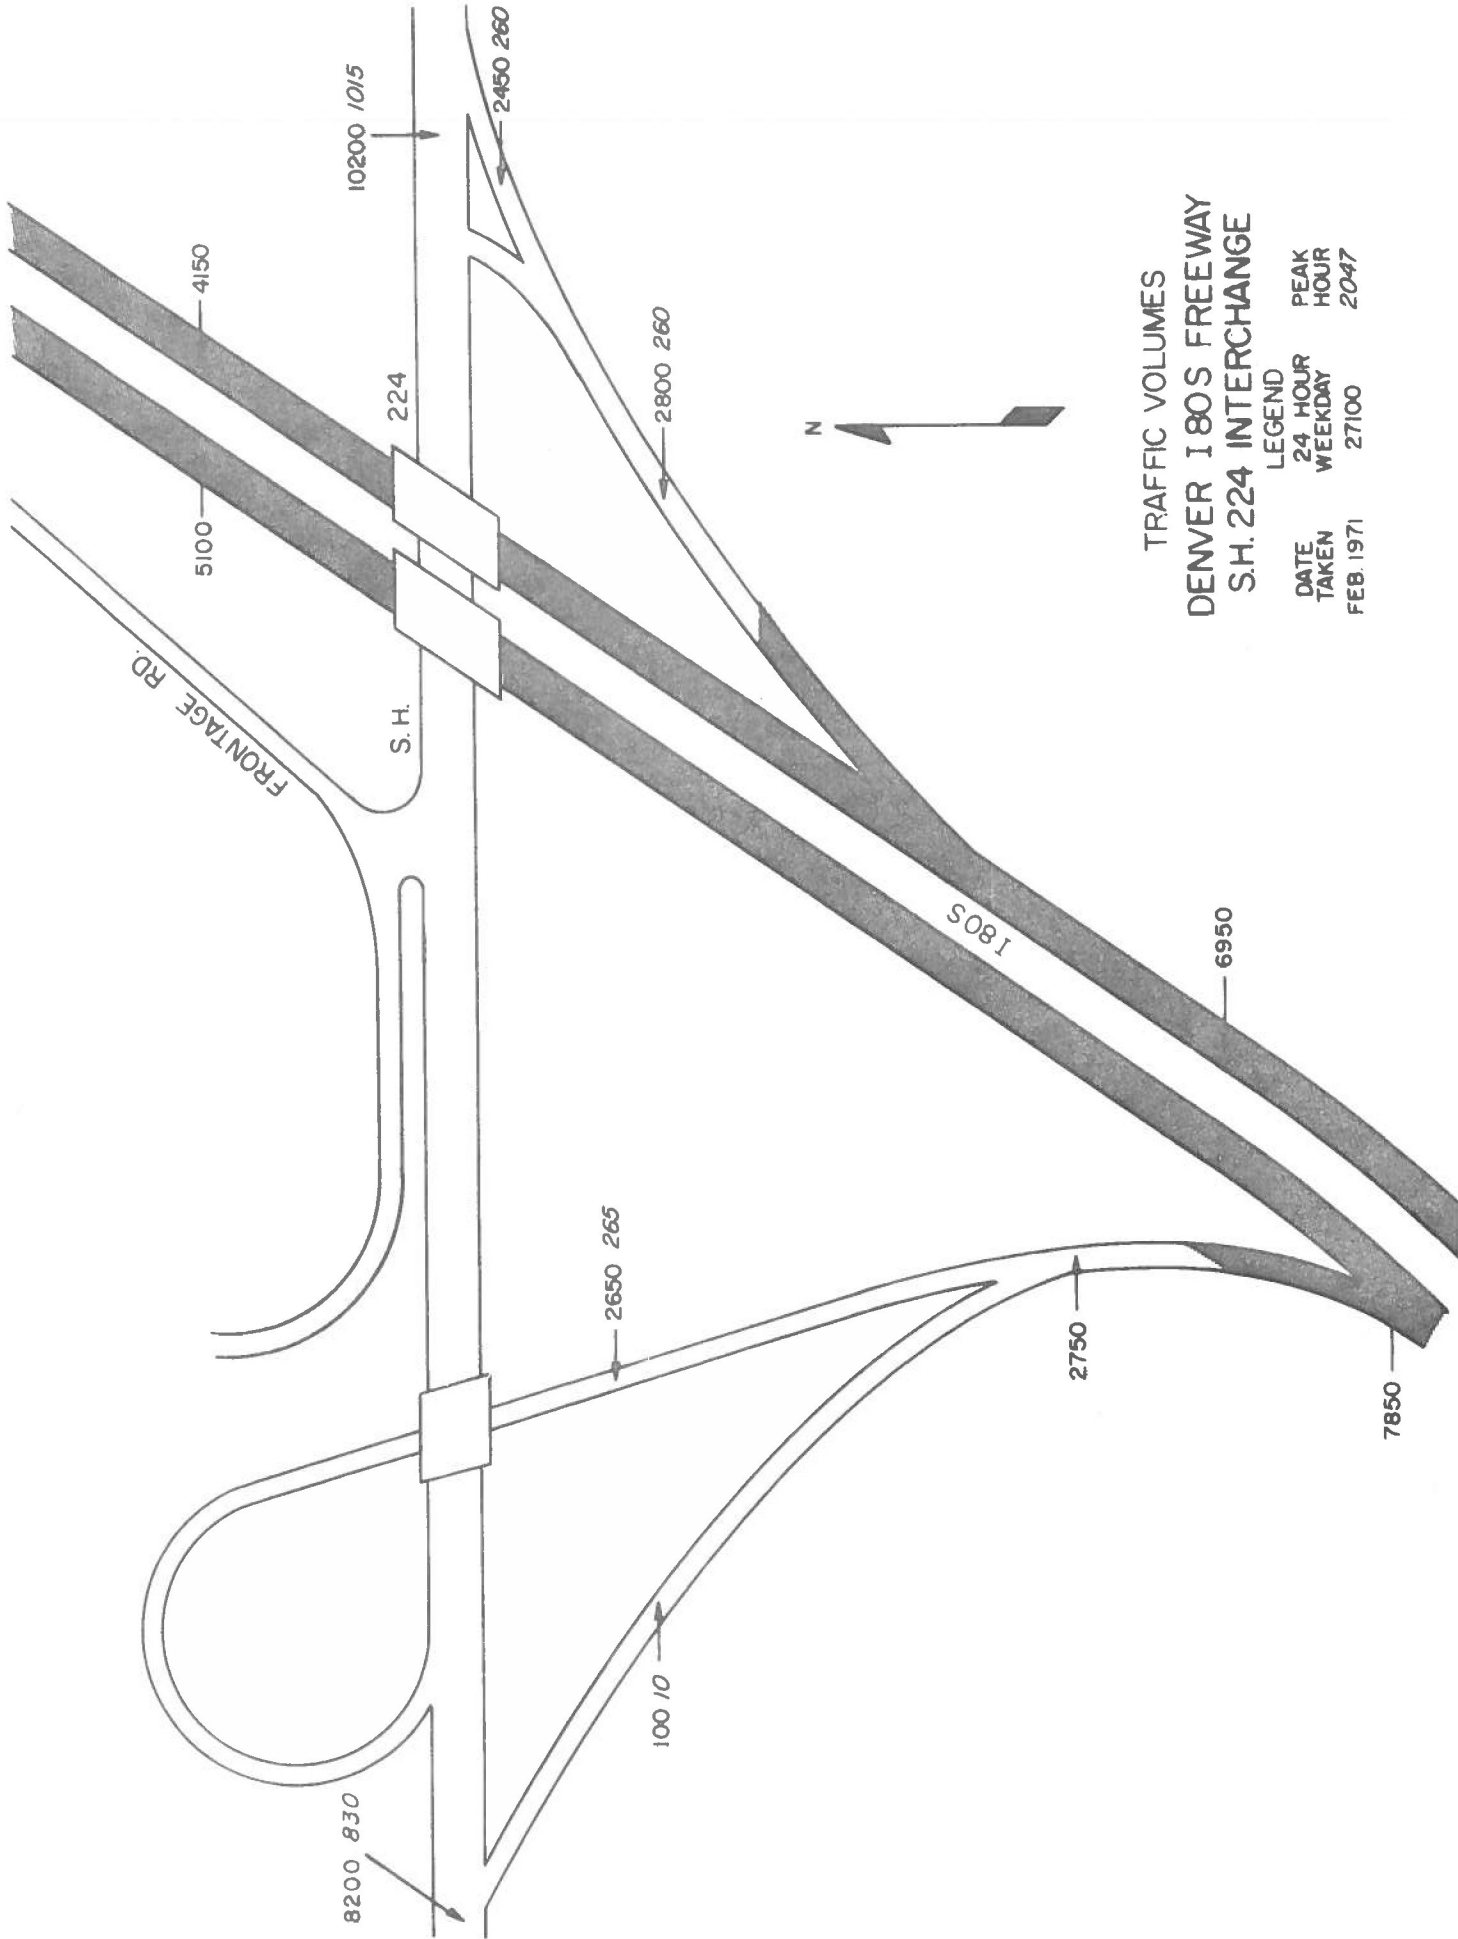 10200 1015
2450 260
4150
224
5100
FRONTAGE RD.
S. H.
2800 260
N
I 80S
6950
2650 265
2750
7850
100 10
8200 830
TRAFFIC VOLUMES
DENVER I 80S FREEWAY
S.H. 224 INTERCHANGE
LEGEND
DATE TAKEN
24 HOUR WEEKDAY
PEAK HOUR
FEB. 1971 27100 2047